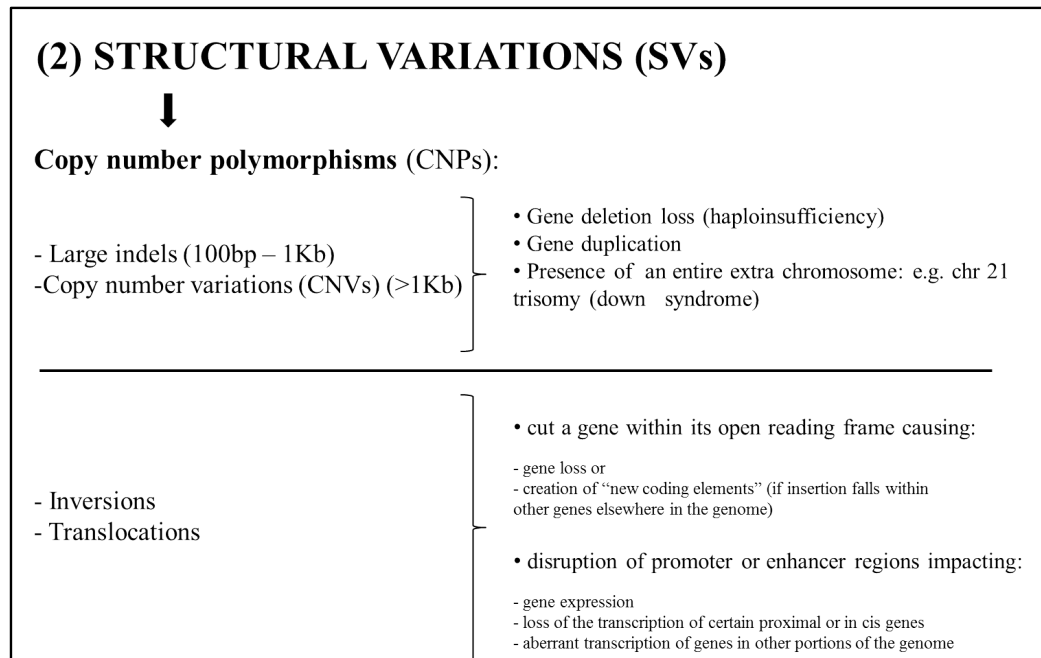 (2) STRUCTURAL VARIATIONS (SVs)
Copy number polymorphisms (CNPs):
- Large indels (100bp – 1Kb)
-Copy number variations (CNVs) (>1Kb)
• Gene deletion loss (haploinsufficiency)
• Gene duplication
• Presence of an entire extra chromosome: e.g. chr 21
trisomy (down syndrome)
- Inversions
- Translocations
• cut a gene within its open reading frame causing:
- gene loss or
- creation of “new coding elements” (if insertion falls within
other genes elsewhere in the genome)
• disruption of promoter or enhancer regions impacting:
- gene expression
- loss of the transcription of certain proximal or in cis genes
- aberrant transcription of genes in other portions of the genome